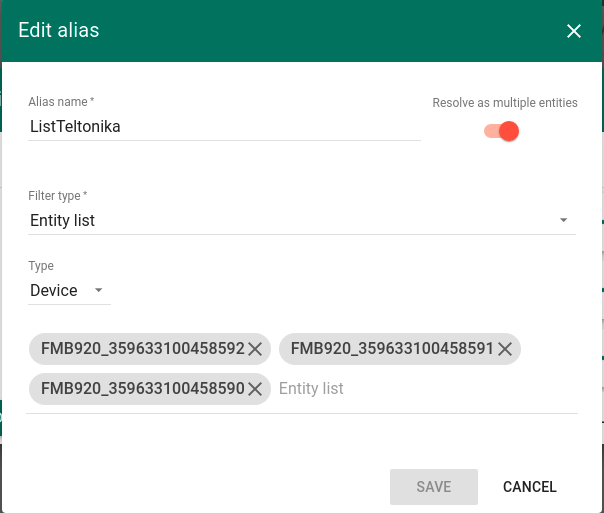 Edit alias
Alias name *
Resolve as multiple entities
ListTeltonika
Filter type *
Entity list
Type
Device
FMB920_359633100458592 FMB920_359633100458591
FMB920_359633100458590 Entity list
SAVE CANCEL